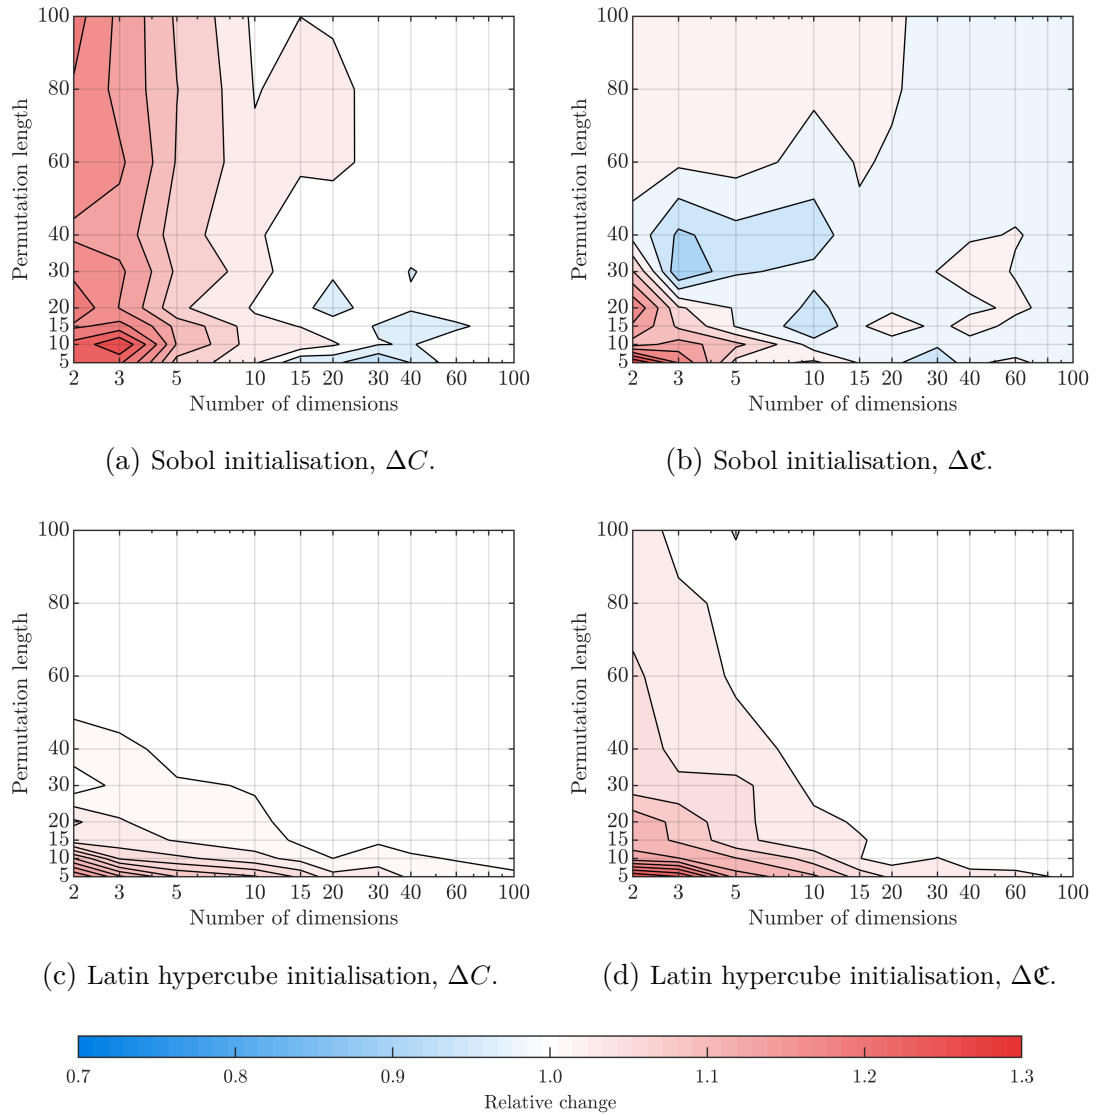 100
80
60
40
30
20
15
10
5
Permutation length
2 3 5 10 15 20 30 40 60 100
Number of dimensions
(a) Sobol initialisation, ΔC.
100
80
60
40
30
20
15
10
5
Permutation length
2 3 5 10 15 20 30 40 60 100
Number of dimensions
(b) Sobol initialisation, Δℭ.
100
80
60
40
30
20
15
10
5
Permutation length
2 3 5 10 15 20 30 40 60 100
Number of dimensions
(c) Latin hypercube initialisation, ΔC.
100
80
60
40
30
20
15
10
5
Permutation length
2 3 5 10 15 20 30 40 60 100
Number of dimensions
(d) Latin hypercube initialisation, Δℭ.
0.7 0.8 0.9 1.0 1.1 1.2 1.3
Relative change